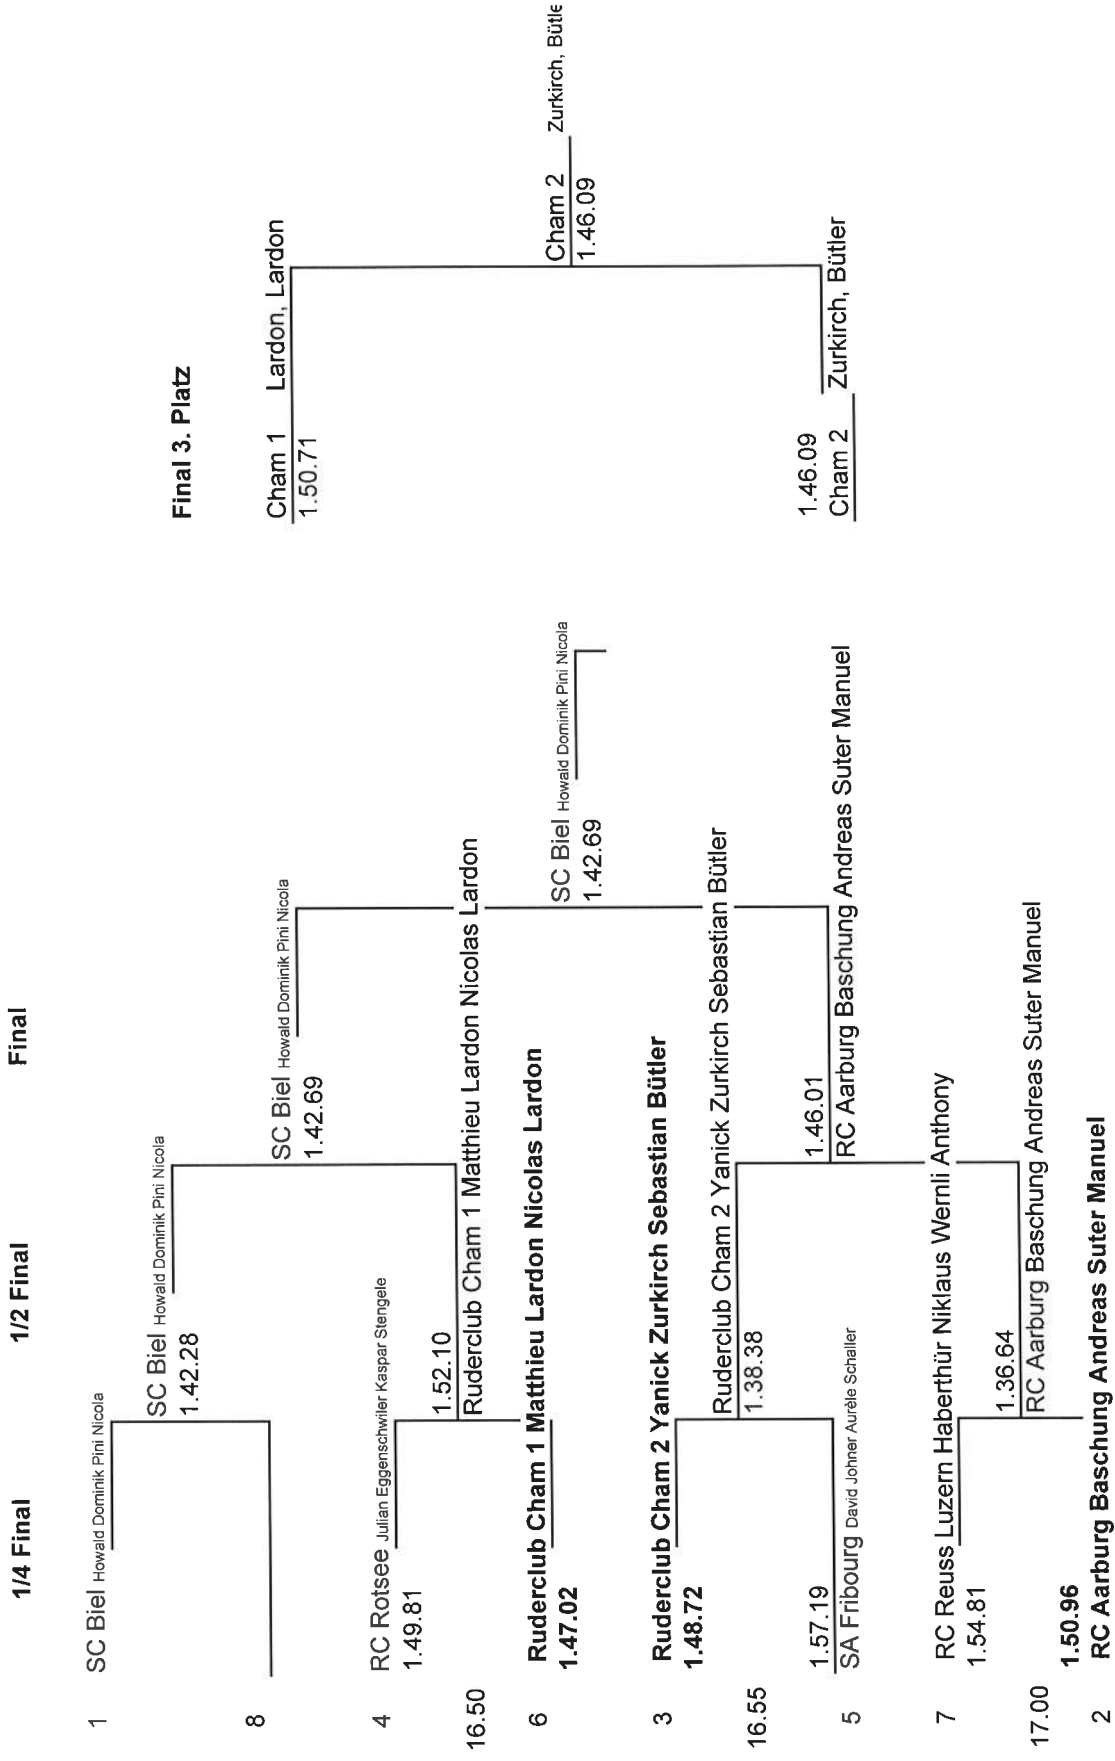 1/4 Final
1/2 Final
Final
1
SC Biel Howald Dominik Pini Nicola
8
SC Biel Howald Dominik Pini Nicola
1.42.28
4
RC Rotsee Julian Eggenschwiler Kaspar Stengele
1.49.81
16.50
1.52.10
Ruderclub Cham 1 Matthieu Lardon Nicolas Lardon
6
Ruderclub Cham 1 Matthieu Lardon Nicolas Lardon
1.47.02
SC Biel Howald Dominik Pini Nicola
1.42.69
3
Ruderclub Cham 2 Yanick Zurkirch Sebastian Bütler
1.48.72
16.55
Ruderclub Cham 2 Yanick Zurkirch Sebastian Bütler
1.38.38
1.57.19
5
SA Fribourg David Johner Aurèle Schaller
7
RC Reuss Luzern Haberthür Niklaus Wernli Anthony
1.54.81
17.00
1.36.64
RC Aarburg Baschung Andreas Suter Manuel
1.50.96
2
RC Aarburg Baschung Andreas Suter Manuel
1.46.01
RC Aarburg Baschung Andreas Suter Manuel
SC Biel Howald Dominik Pini Nicola
1.42.69
Final 3. Platz
Cham 1 Lardon, Lardon
1.50.71
Cham 2 Zurkirch, Bütle
1.46.09
1.46.09
Cham 2 Zurkirch, Bütler